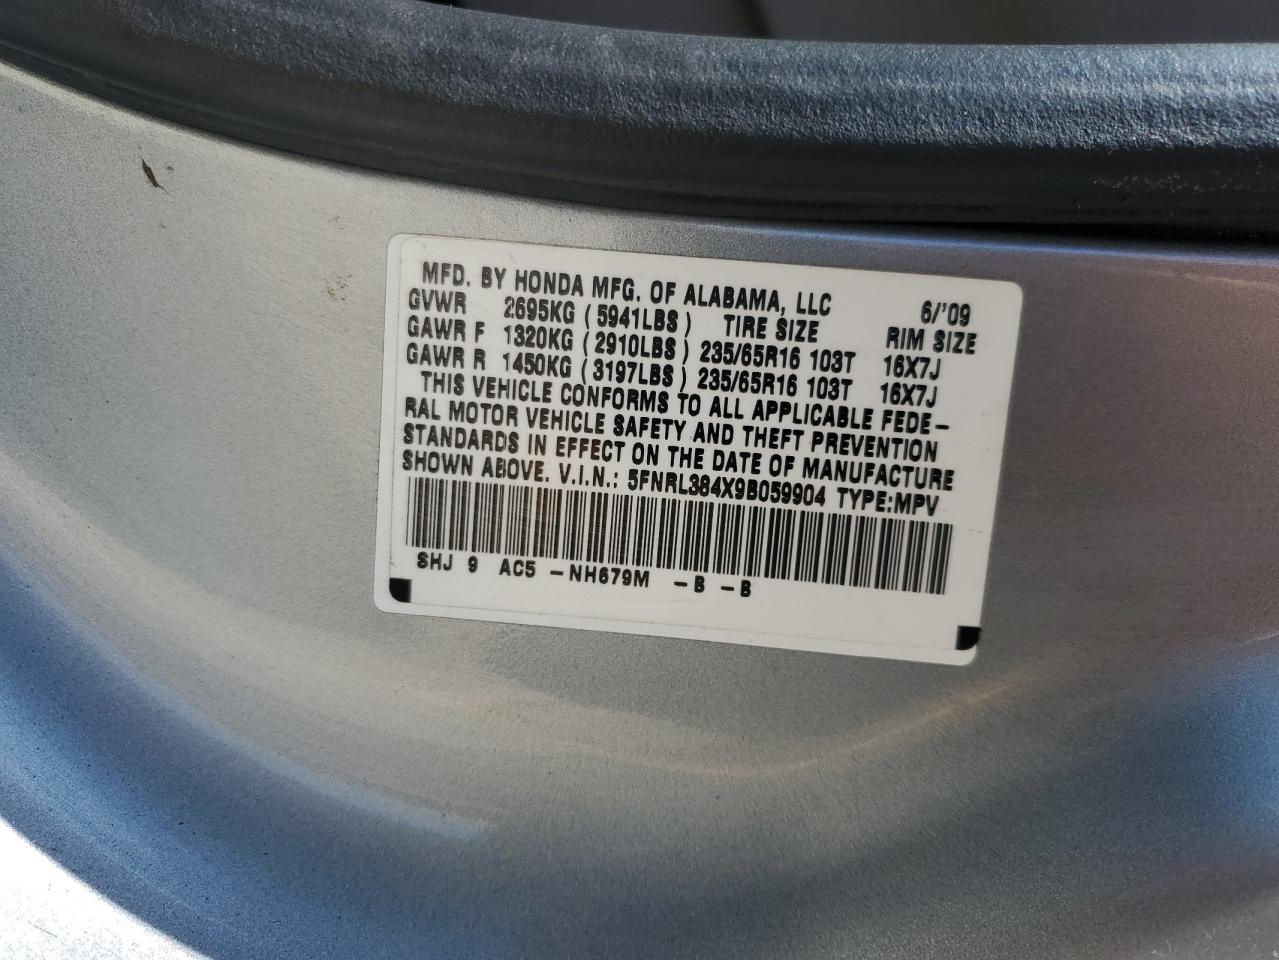 MFD. BY HONDA MFG. OF ALABAMA, LLC 6/'09
GVWR 2695KG (5941LBS) TIRE SIZE RIM SIZE
GAWR F 1320KG (2910LBS) 235/65R16 103T 16X7J
GAWR R 1450KG (3197LBS) 235/65R16 103T 16X7J
THIS VEHICLE CONFORMS TO ALL APPLICABLE FEDE-
RAL MOTOR VEHICLE SAFETY AND THEFT PREVENTION
STANDARDS IN EFFECT ON THE DATE OF MANUFACTURE
SHOWN ABOVE. V.I.N.: 5FNRL384X9B059904 TYPE:MPV
SHJ 9 AC5 -NH679M -B -B